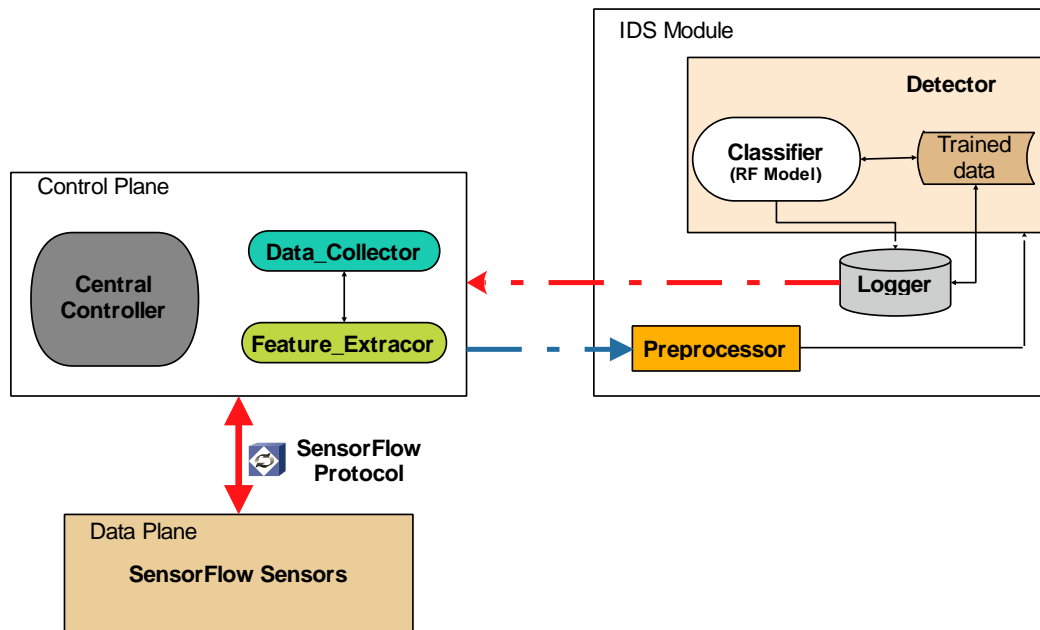 IDS Module
Detector
Classifier
(RF Model)
Trained
data
Logger
Preprocessor
Control Plane
Central
Controller
Data_Collector
Feature_Extracor
SensorFlow
Protocol
Data Plane
SensorFlow Sensors